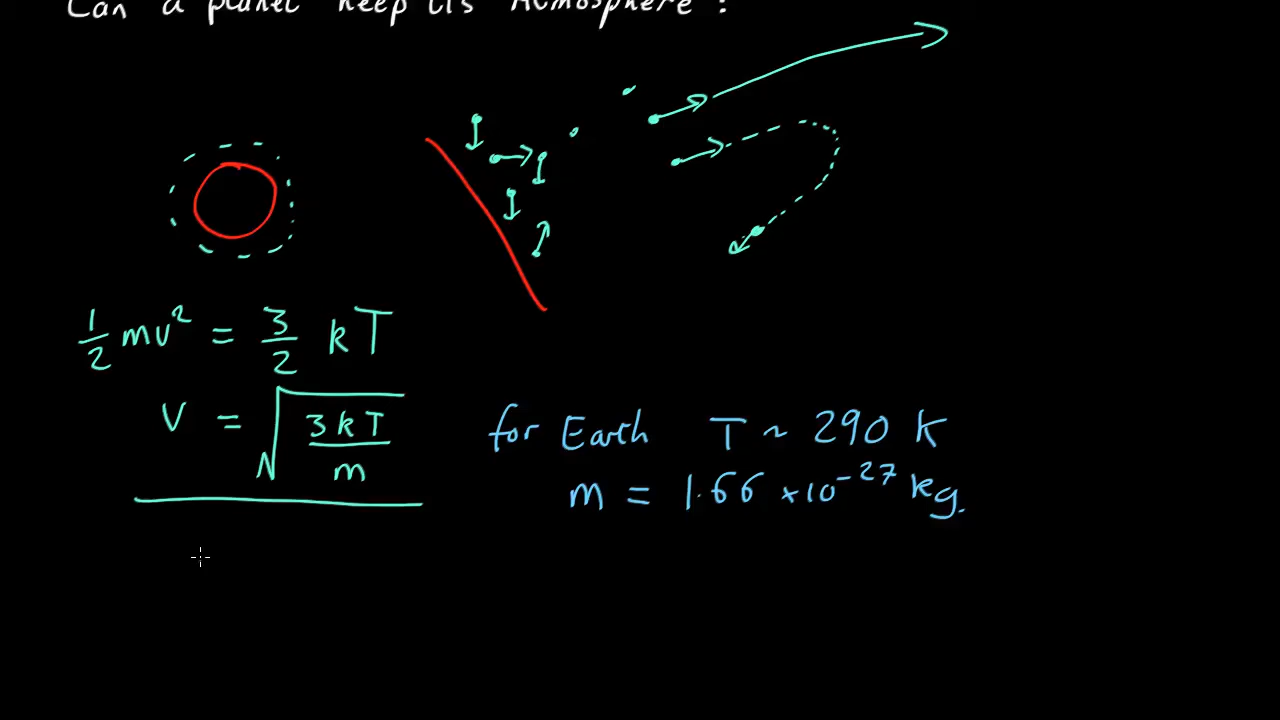 Can a planet keep its Atmosphere?
1/2 mv² = 3/2 kT
v = √(3kT/m)
for Earth T ~ 290 K
m = 1.66 ×10⁻²⁷ kg.